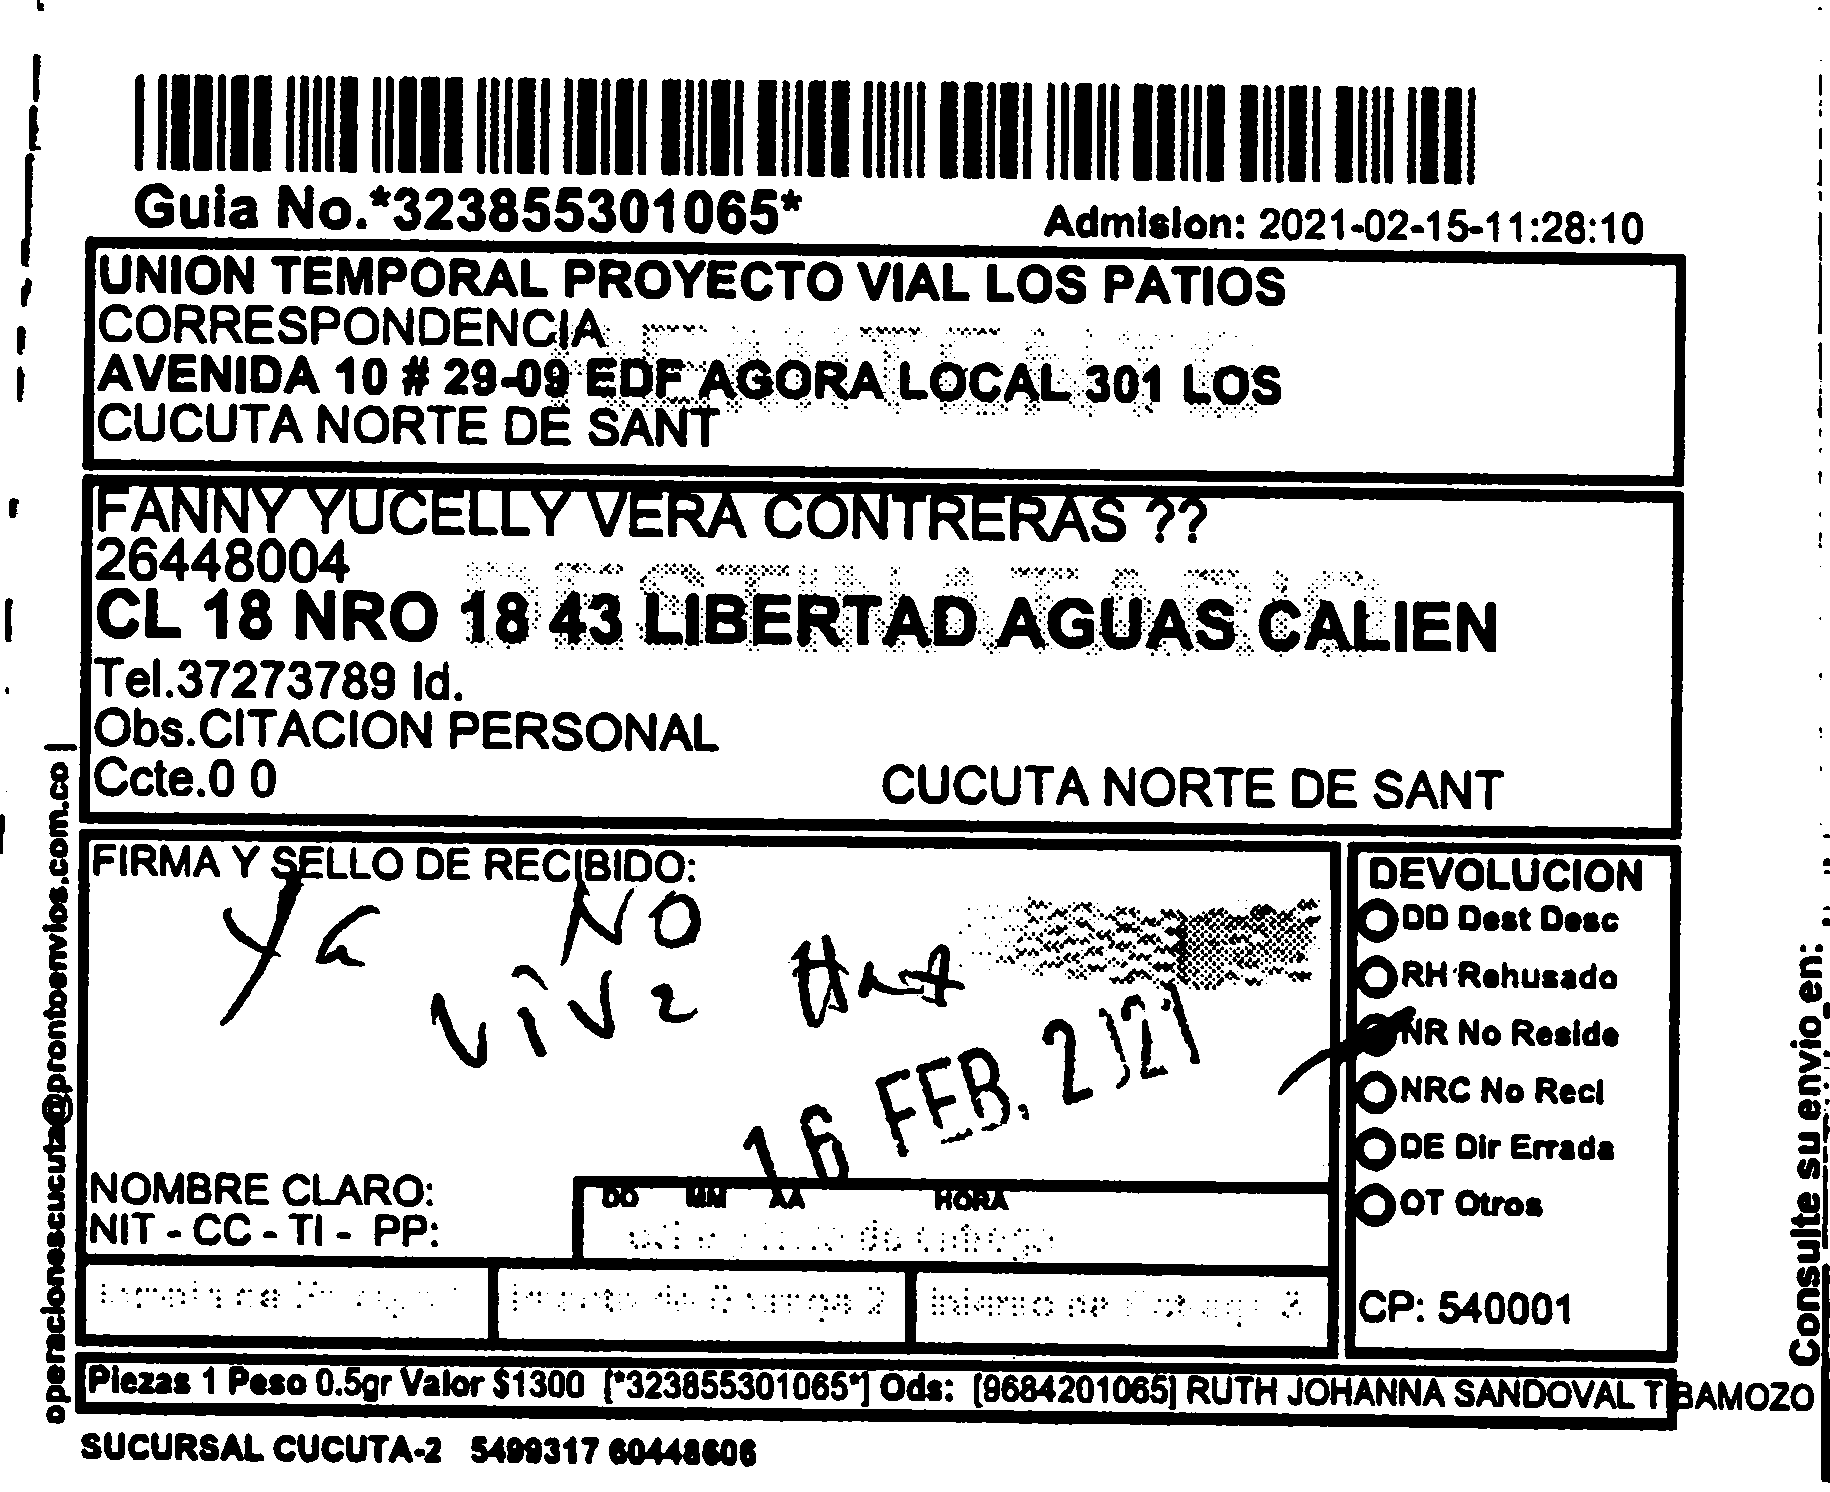 Guia No.*323855301065*
Admision: 2021-02-15-11:28:10
UNION TEMPORAL PROYECTO VIAL LOS PATIOS
CORRESPONDENCIA
AVENIDA 10 # 29-09 EDF AGORA LOCAL 301 LOS
CUCUTA NORTE DE SANT
FANNY YUCELLY VERA CONTRERAS ??
26448004
DESTINATARIO
CL 18 NRO 18 43 LIBERTAD AGUAS CALIEN
Tel.37273789 Id.
Obs.CITACION PERSONAL
Ccte.0 0
CUCUTA NORTE DE SANT
FIRMA Y SELLO DE RECIBIDO:
Ya NO
vive
16 FEB. 2021
NOMBRE CLARO:
NIT - CC - TI - PP:
DD MM AA HORA
DEVOLUCION
DD Dest Desc
RH Rehusado
NR No Reside
NRC No Recl
DE Dir Errada
OT Otros
CP: 540001
Piezas 1 Peso 0.5gr Valor $1300 [*323855301065*] Ods: [9684201065] RUTH JOHANNA SANDOVAL TIBAMOZO
SUCURSAL CUCUTA-2 5499317 60448606
operacionescucuta@prontoenvios.com.co |
Consulte su envio en: